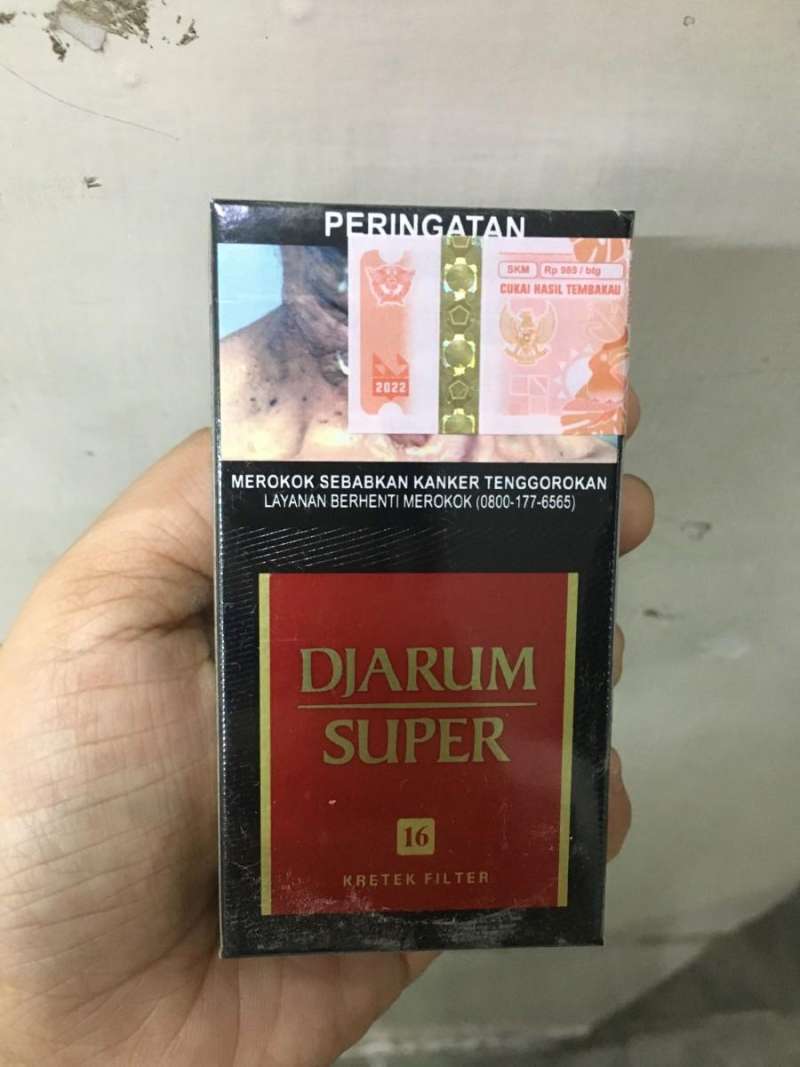 PERINGATAN
SKM Rp 989 / btg
CUKAI HASIL TEMBAKAU
2022
MEROKOK SEBABKAN KANKER TENGGOROKAN
LAYANAN BERHENTI MEROKOK (0800-177-6565)
DJARUM
SUPER
16
KRETEK FILTER